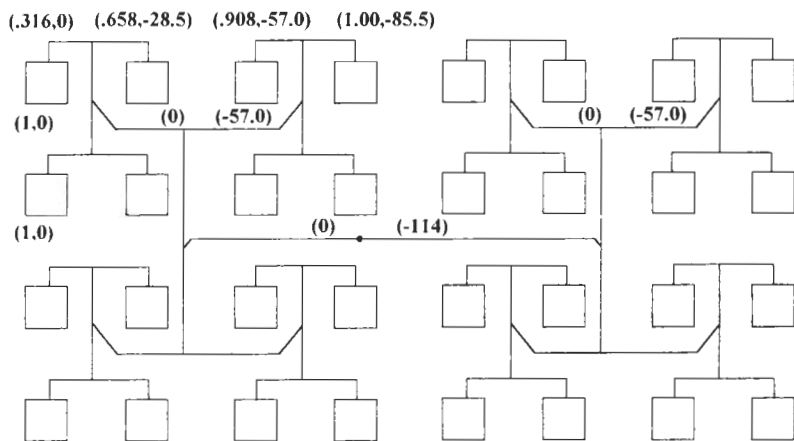 (.316,0) (.658,-28.5) (.908,-57.0) (1.00,-85.5)
(1,0) (0) (-57.0) (0) (-57.0)
(1,0) (0) (-114)